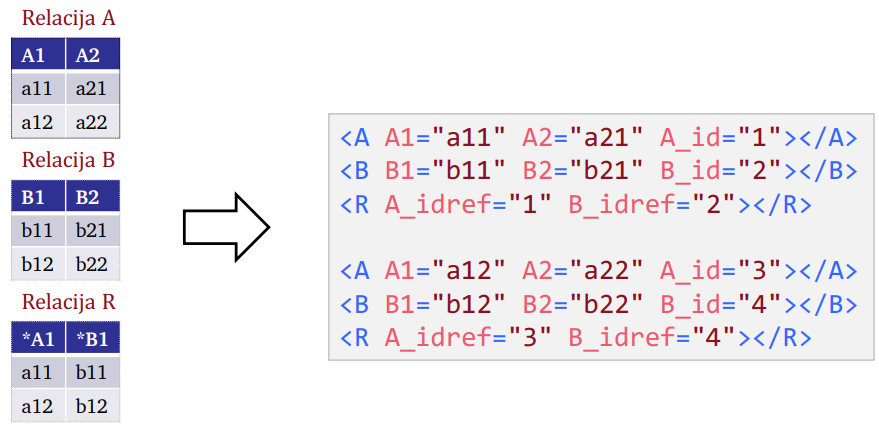 Relacija A
A1 A2
a11 a21
a12 a22
Relacija B
B1 B2
b11 b21
b12 b22
Relacija R
*A1 *B1
a11 b11
a12 b12
<A A1="a11" A2="a21" A_id="1"></A>
<B B1="b11" B2="b21" B_id="2"></B>
<R A_idref="1" B_idref="2"></R>
<A A1="a12" A2="a22" A_id="3"></A>
<B B1="b12" B2="b22" B_id="4"></B>
<R A_idref="3" B_idref="4"></R>